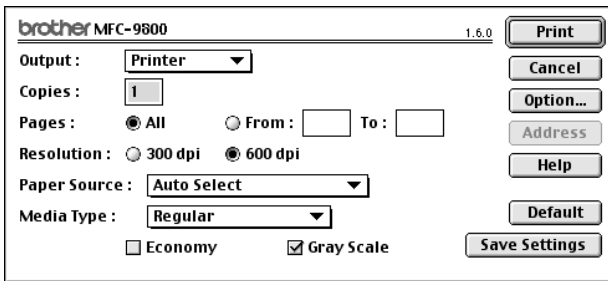 brother MFC-9800 1.6.0 Print
Output : Printer Cancel
Copies : 1 Option...
Pages : All From : To : Address
Resolution : 300 dpi 600 dpi Help
Paper Source : Auto Select
Media Type : Regular Default
Economy Gray Scale Save Settings